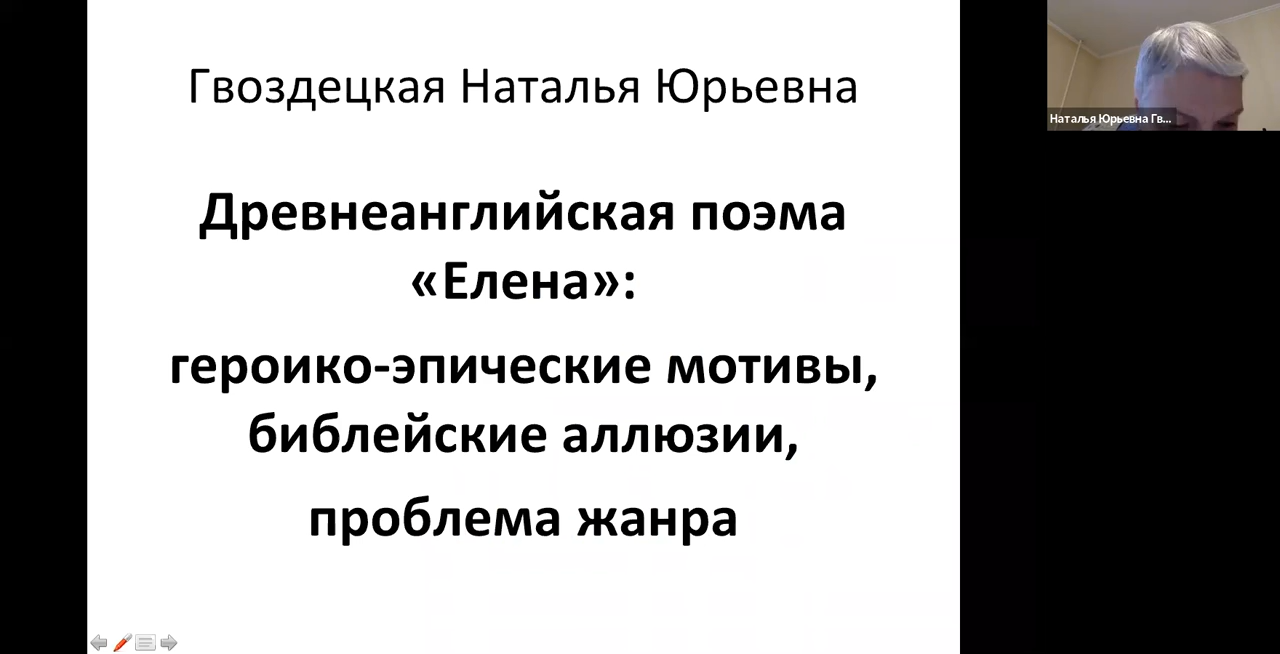 Гвоздецкая Наталья Юрьевна
Древнеанглийская поэма
«Елена»:
героико-эпические мотивы,
библейские аллюзии,
проблема жанра
Наталья Юрьевна Гв...